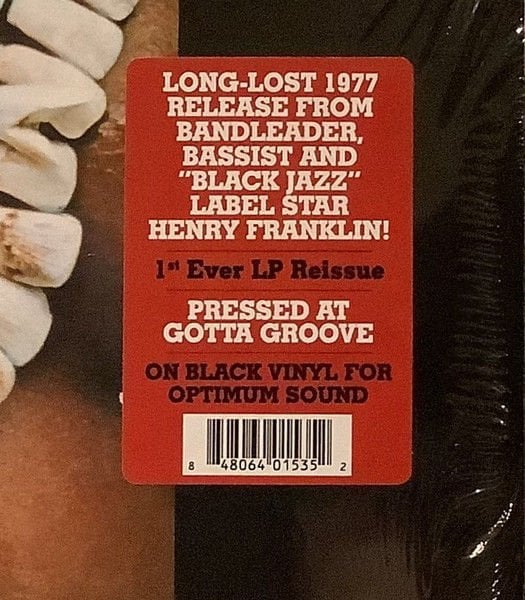 LONG-LOST 1977
RELEASE FROM
BANDLEADER,
BASSIST AND
"BLACK JAZZ"
LABEL STAR
HENRY FRANKLIN!
1st Ever LP Reissue
PRESSED AT
GOTTA GROOVE
ON BLACK VINYL FOR
OPTIMUM SOUND
8 48064 01535 2